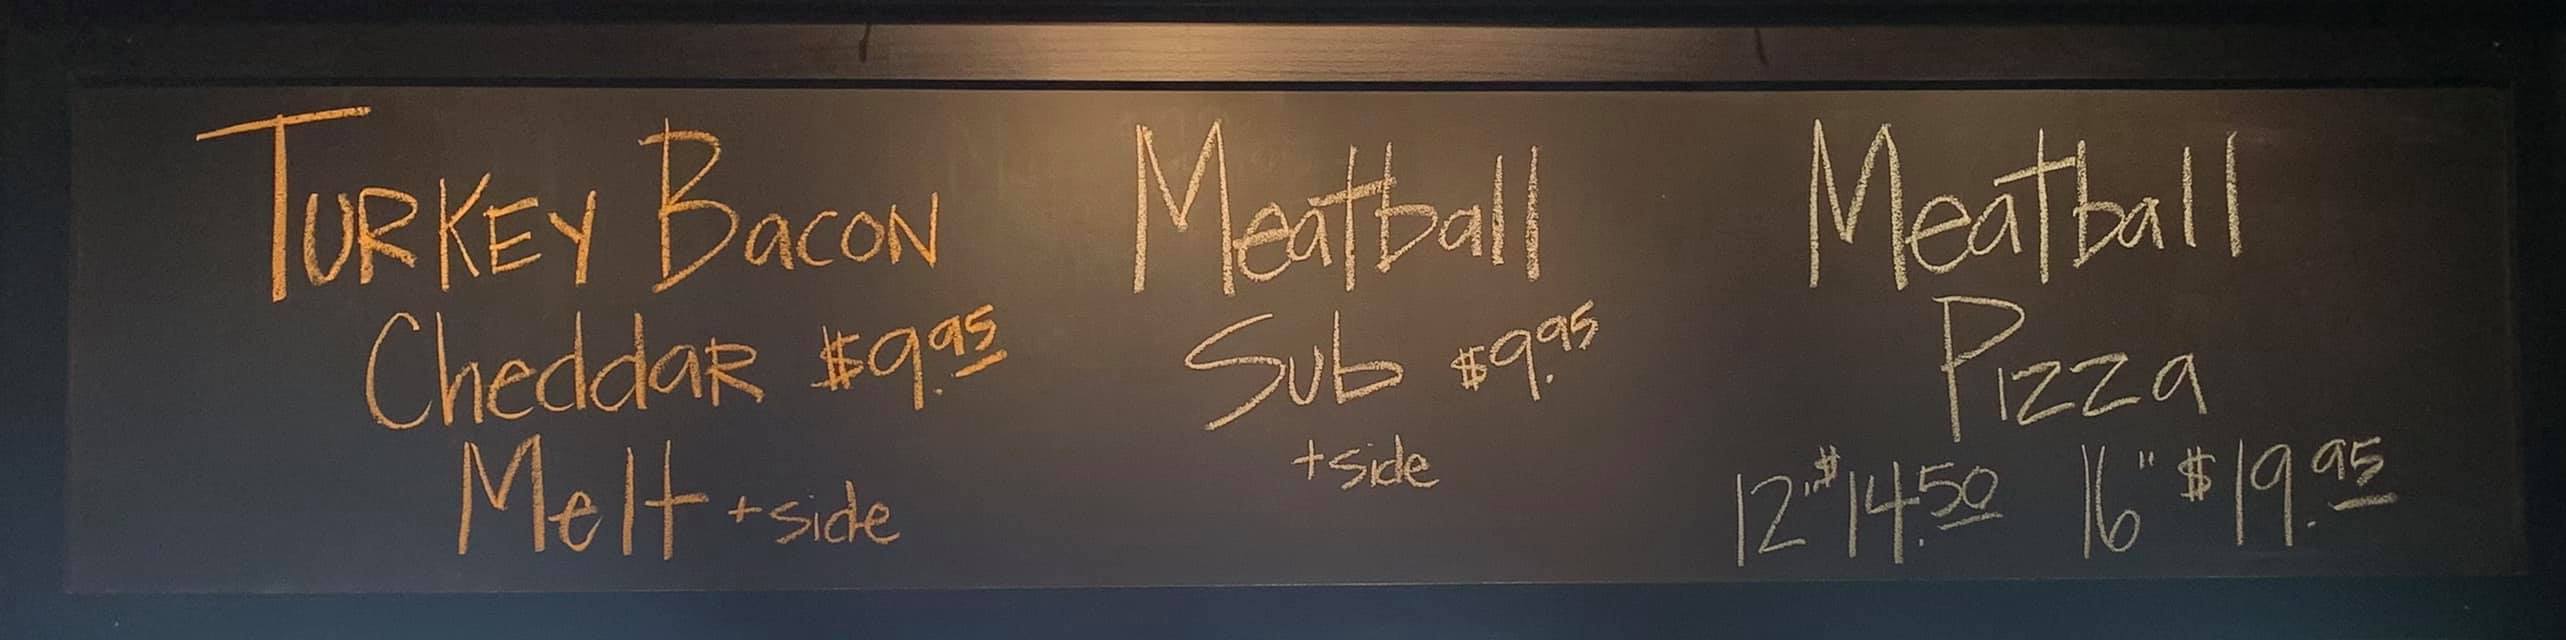 Turkey Bacon
Cheddar $9.95
Melt + side
Meatball
Sub $9.95
+ side
Meatball
Pizza
12" $14.50 16" $19.95